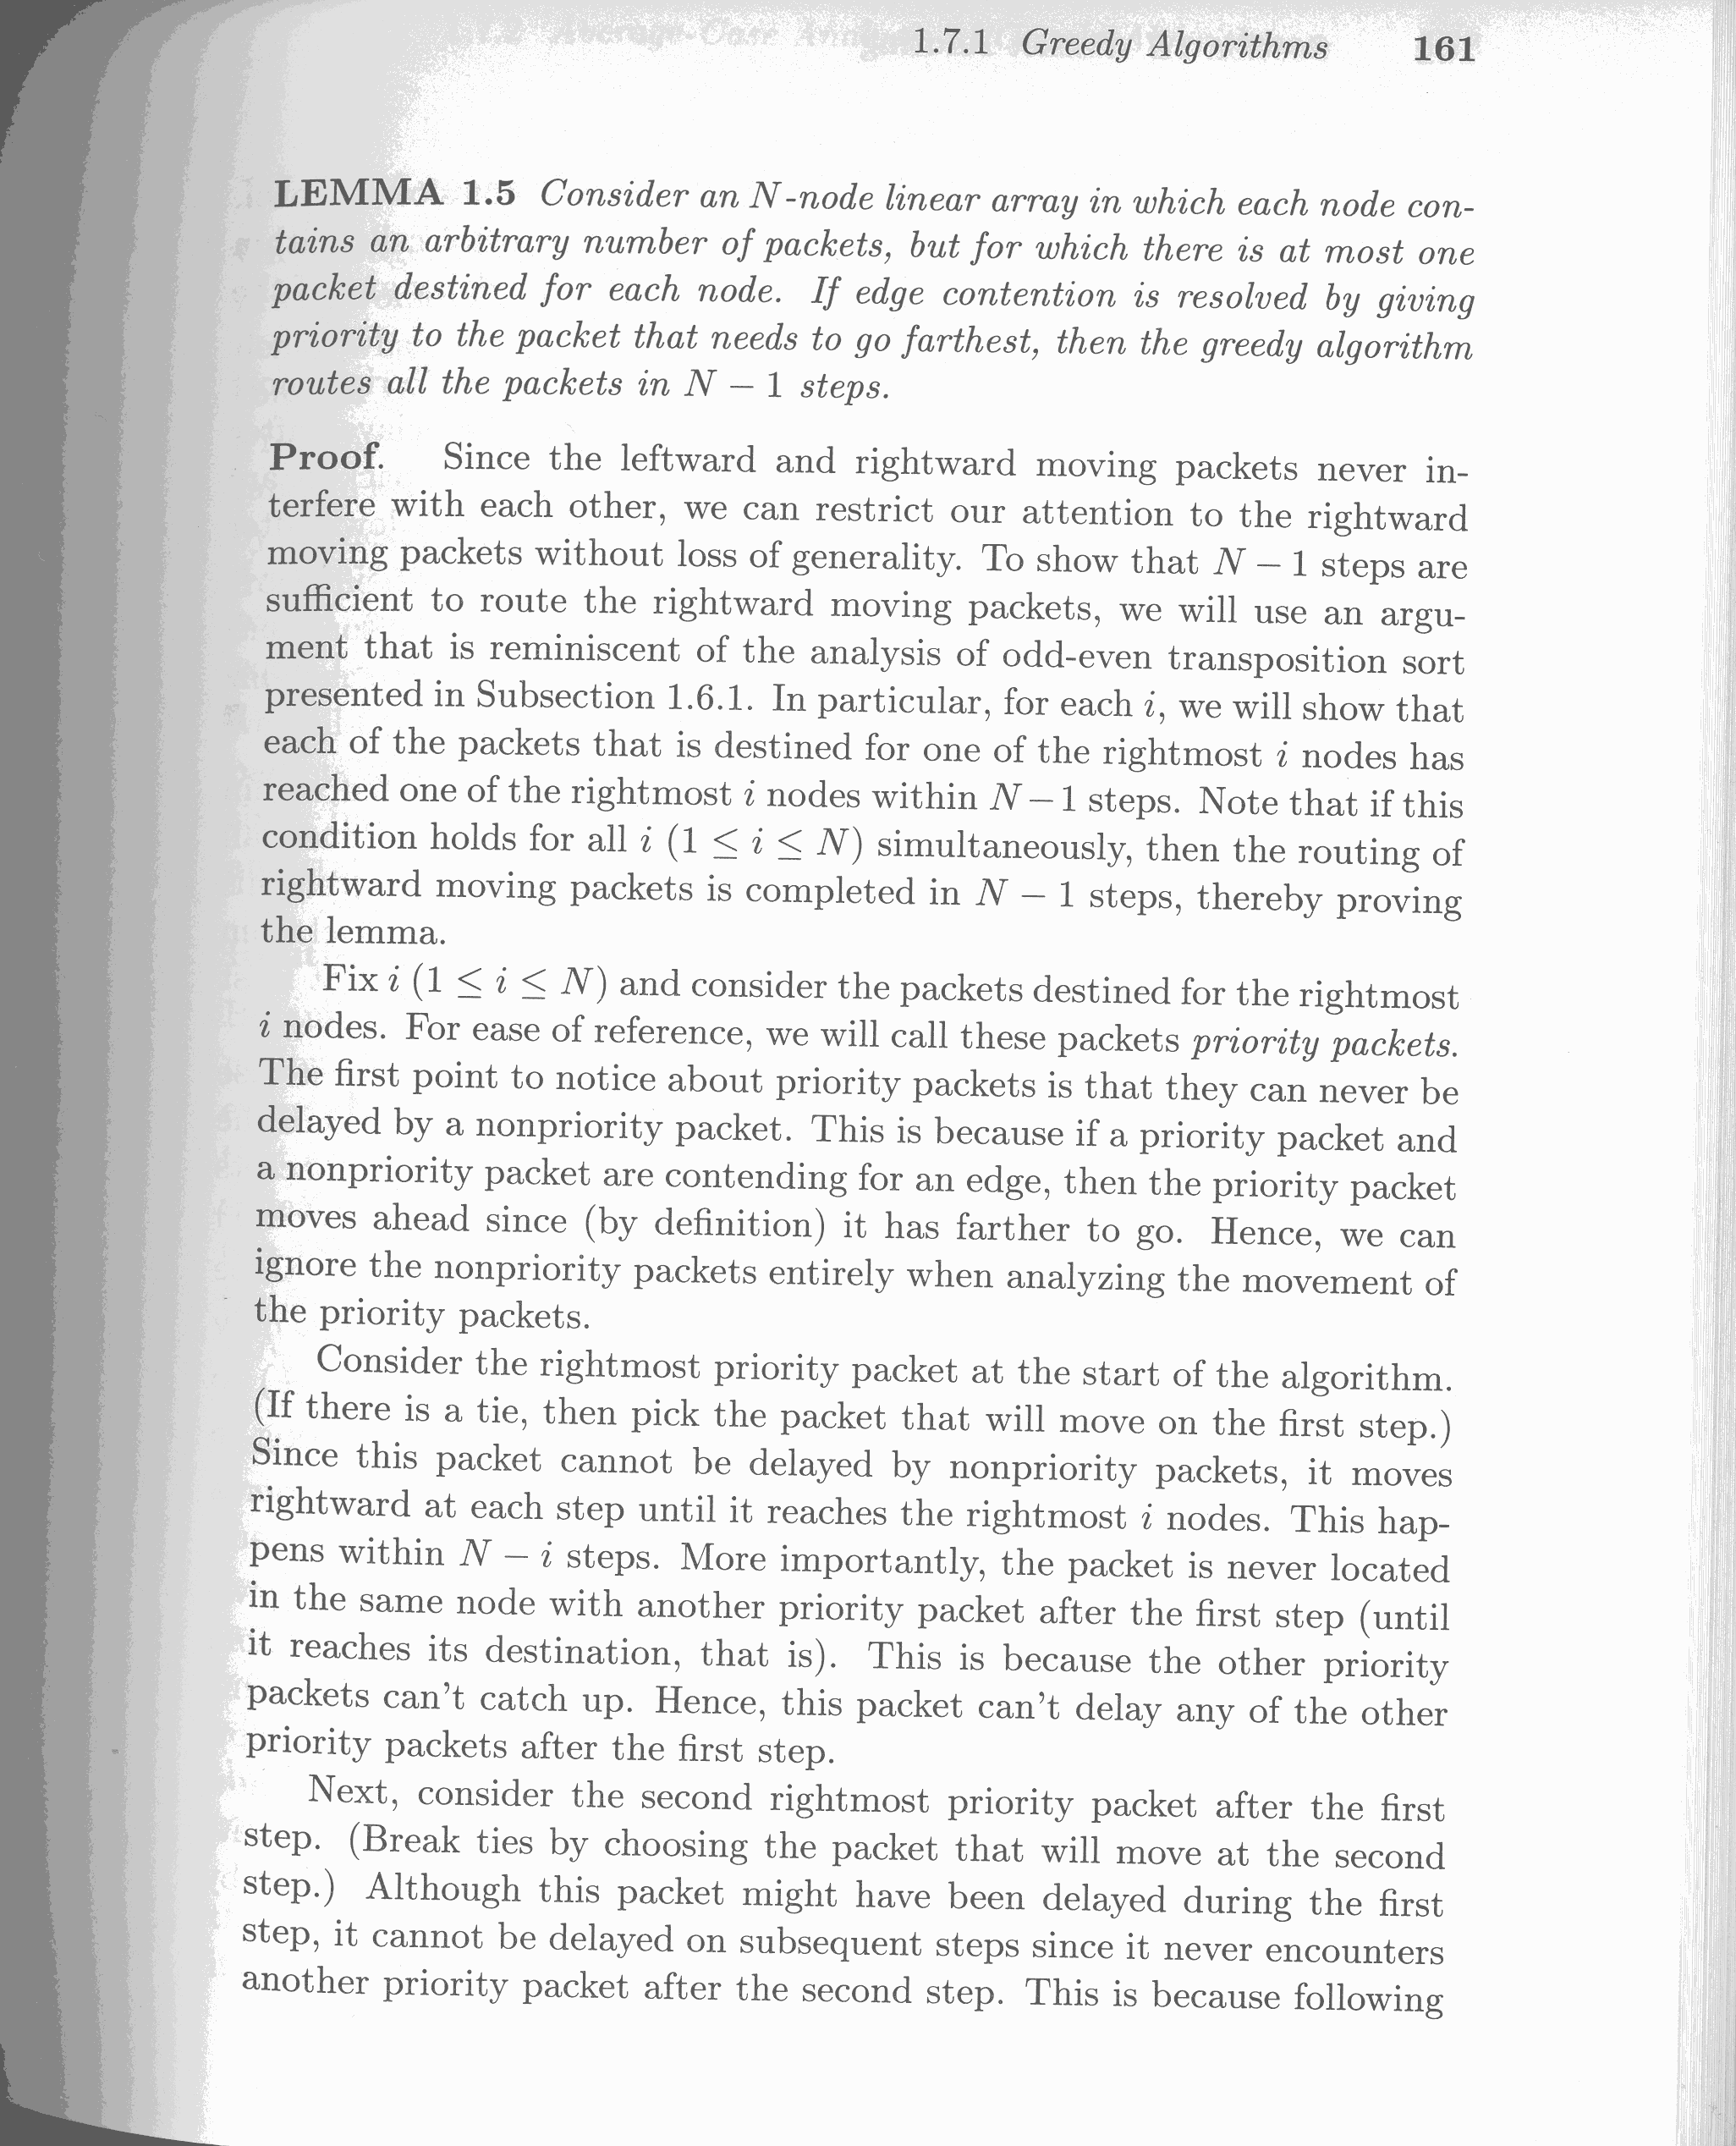 1.7.1 Greedy Algorithms 161
LEMMA 1.5 Consider an N-node linear array in which each node con-
tains an arbitrary number of packets, but for which there is at most one
packet destined for each node. If edge contention is resolved by giving
priority to the packet that needs to go farthest, then the greedy algorithm
routes all the packets in N − 1 steps.
Proof. Since the leftward and rightward moving packets never in-
terfere with each other, we can restrict our attention to the rightward
moving packets without loss of generality. To show that N − 1 steps are
sufficient to route the rightward moving packets, we will use an argu-
ment that is reminiscent of the analysis of odd-even transposition sort
presented in Subsection 1.6.1. In particular, for each i, we will show that
each of the packets that is destined for one of the rightmost i nodes has
reached one of the rightmost i nodes within N − 1 steps. Note that if this
condition holds for all i (1 ≤ i ≤ N) simultaneously, then the routing of
rightward moving packets is completed in N − 1 steps, thereby proving
the lemma.
Fix i (1 ≤ i ≤ N) and consider the packets destined for the rightmost
i nodes. For ease of reference, we will call these packets priority packets.
The first point to notice about priority packets is that they can never be
delayed by a nonpriority packet. This is because if a priority packet and
a nonpriority packet are contending for an edge, then the priority packet
moves ahead since (by definition) it has farther to go. Hence, we can
ignore the nonpriority packets entirely when analyzing the movement of
the priority packets.
Consider the rightmost priority packet at the start of the algorithm.
(If there is a tie, then pick the packet that will move on the first step.)
Since this packet cannot be delayed by nonpriority packets, it moves
rightward at each step until it reaches the rightmost i nodes. This hap-
pens within N − i steps. More importantly, the packet is never located
in the same node with another priority packet after the first step (until
it reaches its destination, that is). This is because the other priority
packets can't catch up. Hence, this packet can't delay any of the other
priority packets after the first step.
Next, consider the second rightmost priority packet after the first
step. (Break ties by choosing the packet that will move at the second
step.) Although this packet might have been delayed during the first
step, it cannot be delayed on subsequent steps since it never encounters
another priority packet after the second step. This is because following